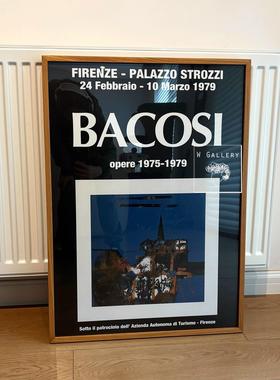 FIRENZE - PALAZZO STROZZI
24 Febbraio - 10 Marzo 1979
BACOSI
W GALLERY
opere 1975-1979
Sotto il patrocinio dell' Azienda Autonoma di Turismo - Firenze